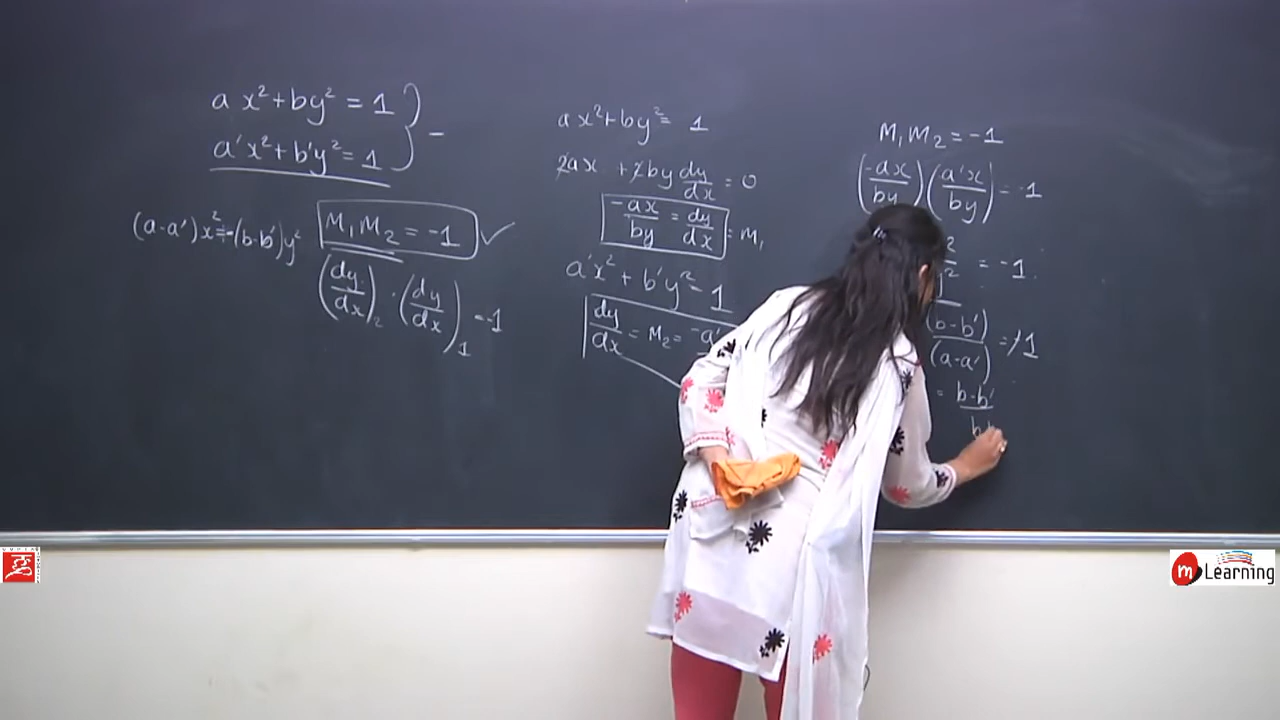 ax²+by² = 1
a'x²+b'y² = 1
(a-a')x² = -(b-b')y²
M₁M₂ = -1 ✓
(dy/dx)₂ · (dy/dx)₁ = -1
ax²+by² = 1
2ax + 2by dy/dx = 0
-ax/by = dy/dx = M₁
a'x² + b'y² = 1
dy/dx = M₂ = -a'
M₁M₂ = -1
(-ax/by)(a'x/by) = -1
= -1
(b-b')/(a-a') = -1
= b-b'/b
m Learning